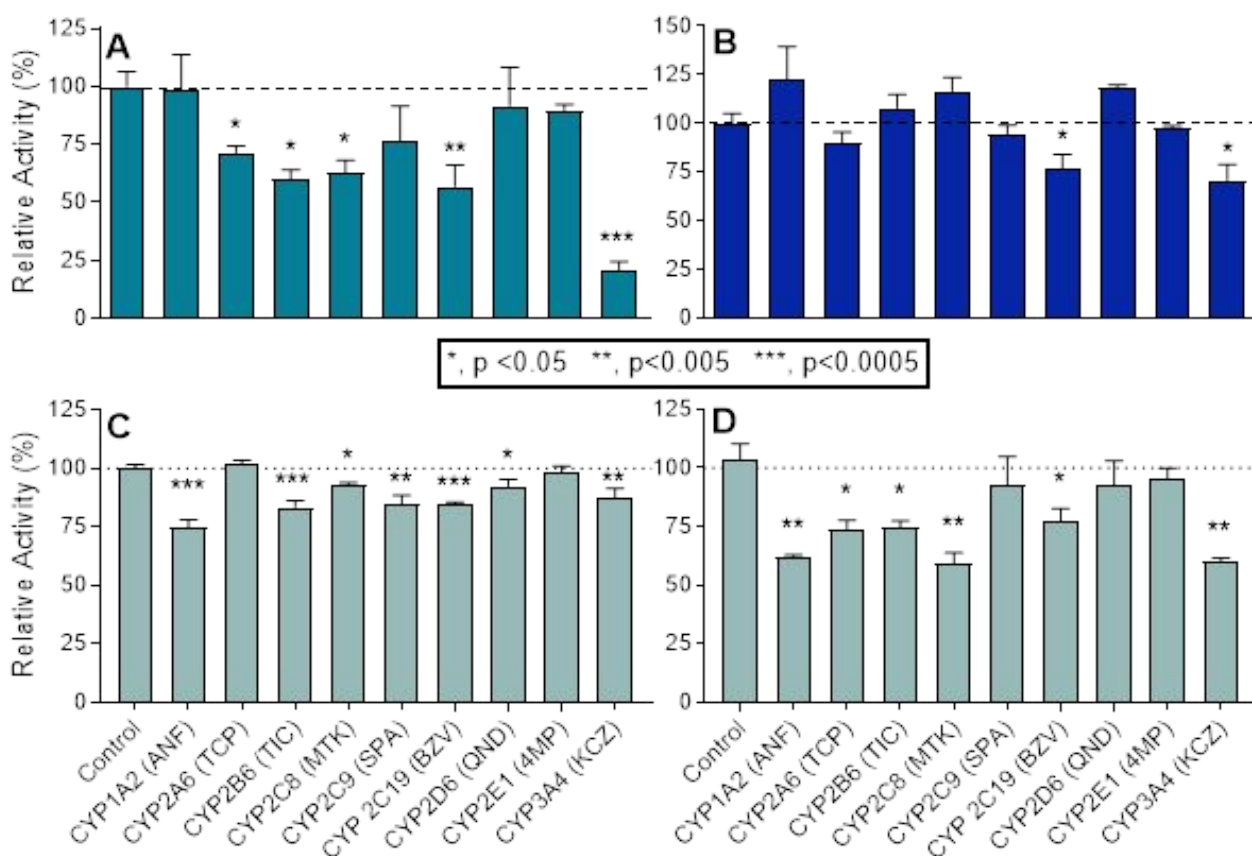 A
Relative Activity (%)
125
100
75
50
25
0
*
*
*
**
***
B
150
125
100
75
50
25
0
*
*
*, p <0.05 **, p<0.005 ***, p<0.0005
C
Relative Activity (%)
125
100
75
50
25
0
***
***
*
**
***
*
**
D
125
100
75
50
25
0
**
*
*
**
*
**
Control
CYP1A2 (ANF)
CYP2A6 (TCP)
CYP2B6 (TIC)
CYP2C8 (MTK)
CYP2C9 (SPA)
CYP 2C19 (BZV)
CYP2D6 (QND)
CYP2E1 (4MP)
CYP3A4 (KCZ)
Control
CYP1A2 (ANF)
CYP2A6 (TCP)
CYP2B6 (TIC)
CYP2C8 (MTK)
CYP2C9 (SPA)
CYP 2C19 (BZV)
CYP2D6 (QND)
CYP2E1 (4MP)
CYP3A4 (KCZ)